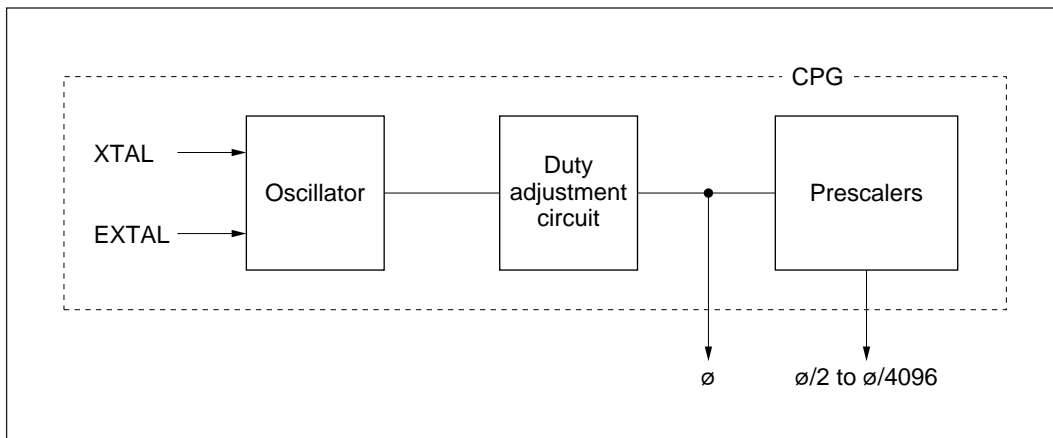 CPG
XTAL
EXTAL
Oscillator
Duty
adjustment
circuit
Prescalers
ø
ø/2 to ø/4096